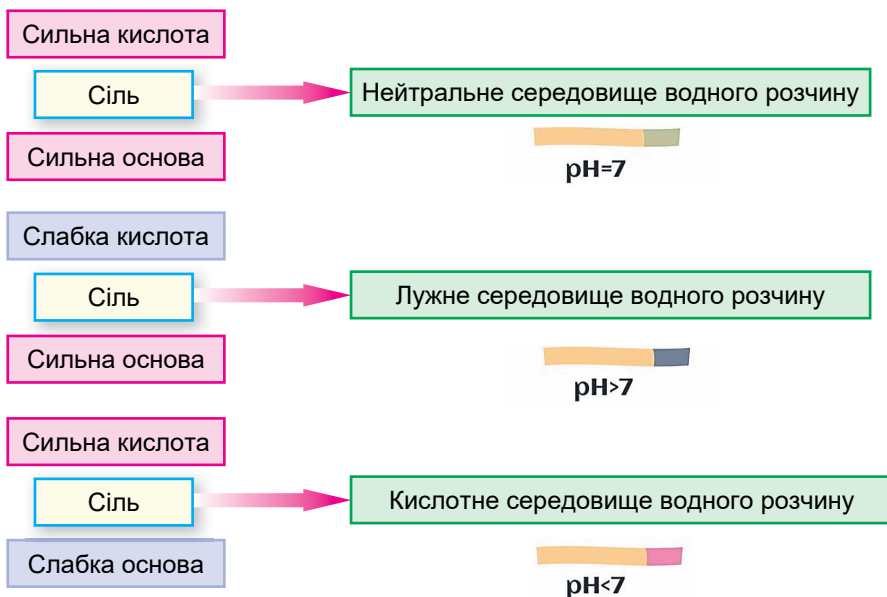 Сильна кислота
Сіль
Нейтральне середовище водного розчину
Сильна основа
pH=7
Слабка кислота
Сіль
Лужне середовище водного розчину
Сильна основа
pH>7
Сильна кислота
Сіль
Кислотне середовище водного розчину
Слабка основа
pH<7